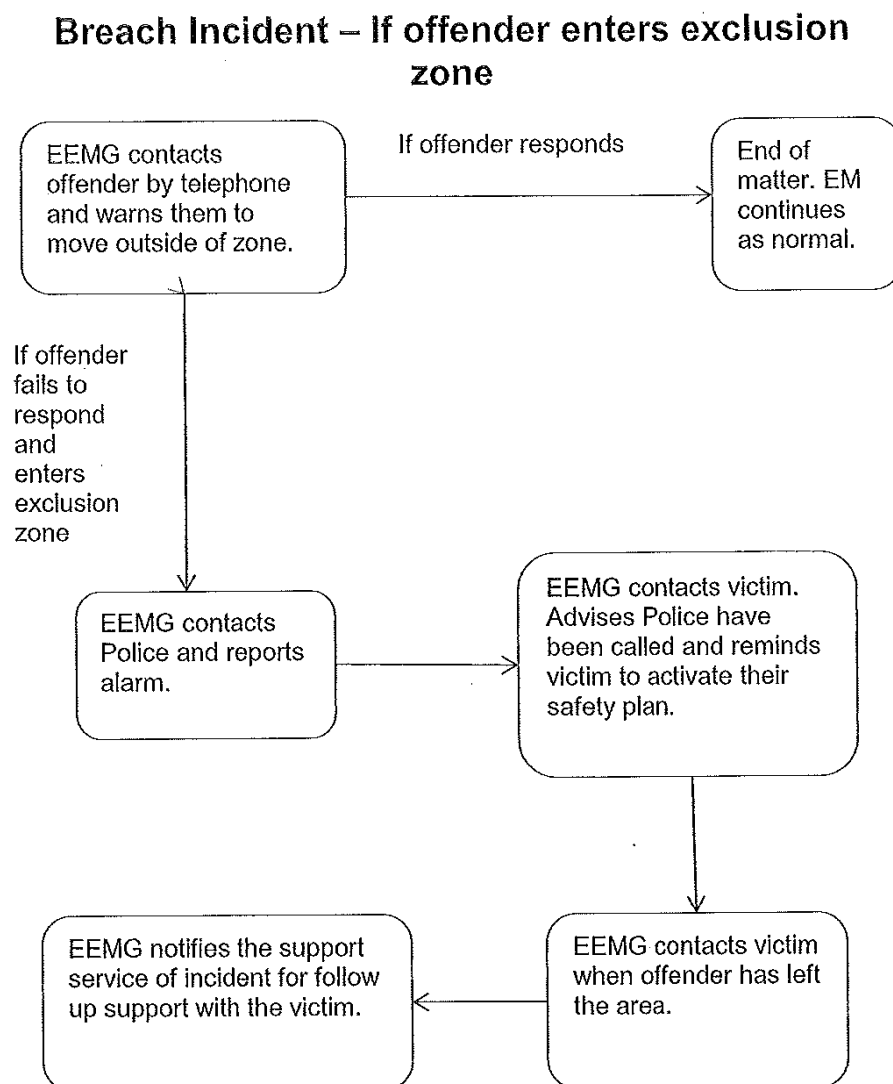 Breach Incident – If offender enters exclusion
zone
EEMG contacts
offender by telephone
and warns them to
move outside of zone.
If offender responds
End of
matter. EM
continues
as normal.
If offender
fails to
respond
and
enters
exclusion
zone
EEMG contacts
Police and reports
alarm.
EEMG contacts victim.
Advises Police have
been called and reminds
victim to activate their
safety plan.
EEMG contacts victim
when offender has left
the area.
EEMG notifies the support
service of incident for follow
up support with the victim.